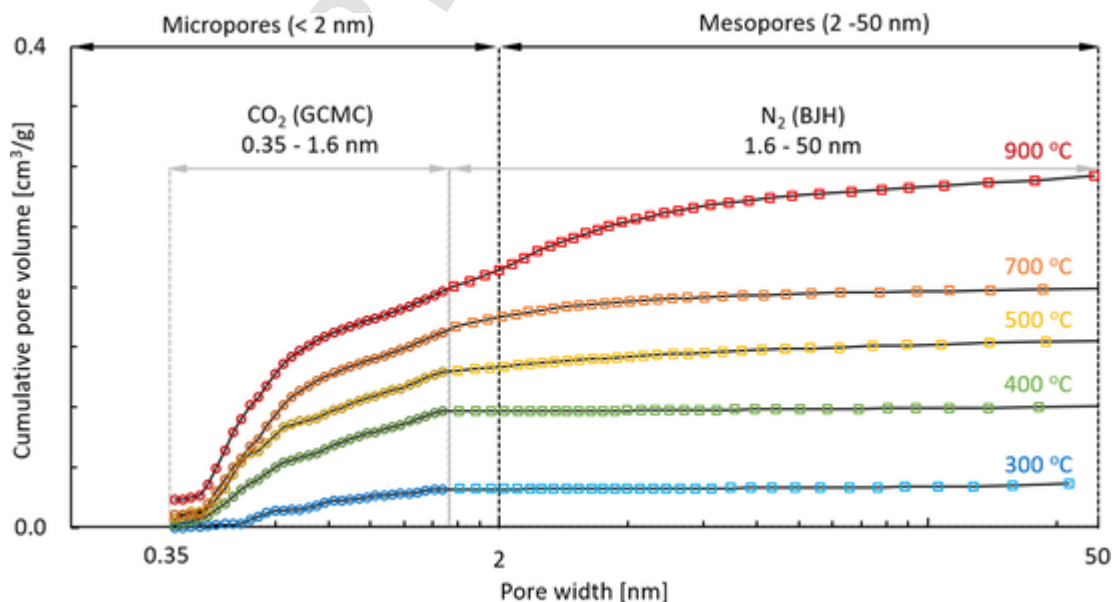 Micropores (< 2 nm)
Mesopores (2 -50 nm)
0.4
CO₂ (GCMC)
0.35 - 1.6 nm
N₂ (BJH)
1.6 - 50 nm
900 °C
700 °C
500 °C
400 °C
300 °C
Cumulative pore volume [cm³/g]
0.0
0.35
2
50
Pore width [nm]